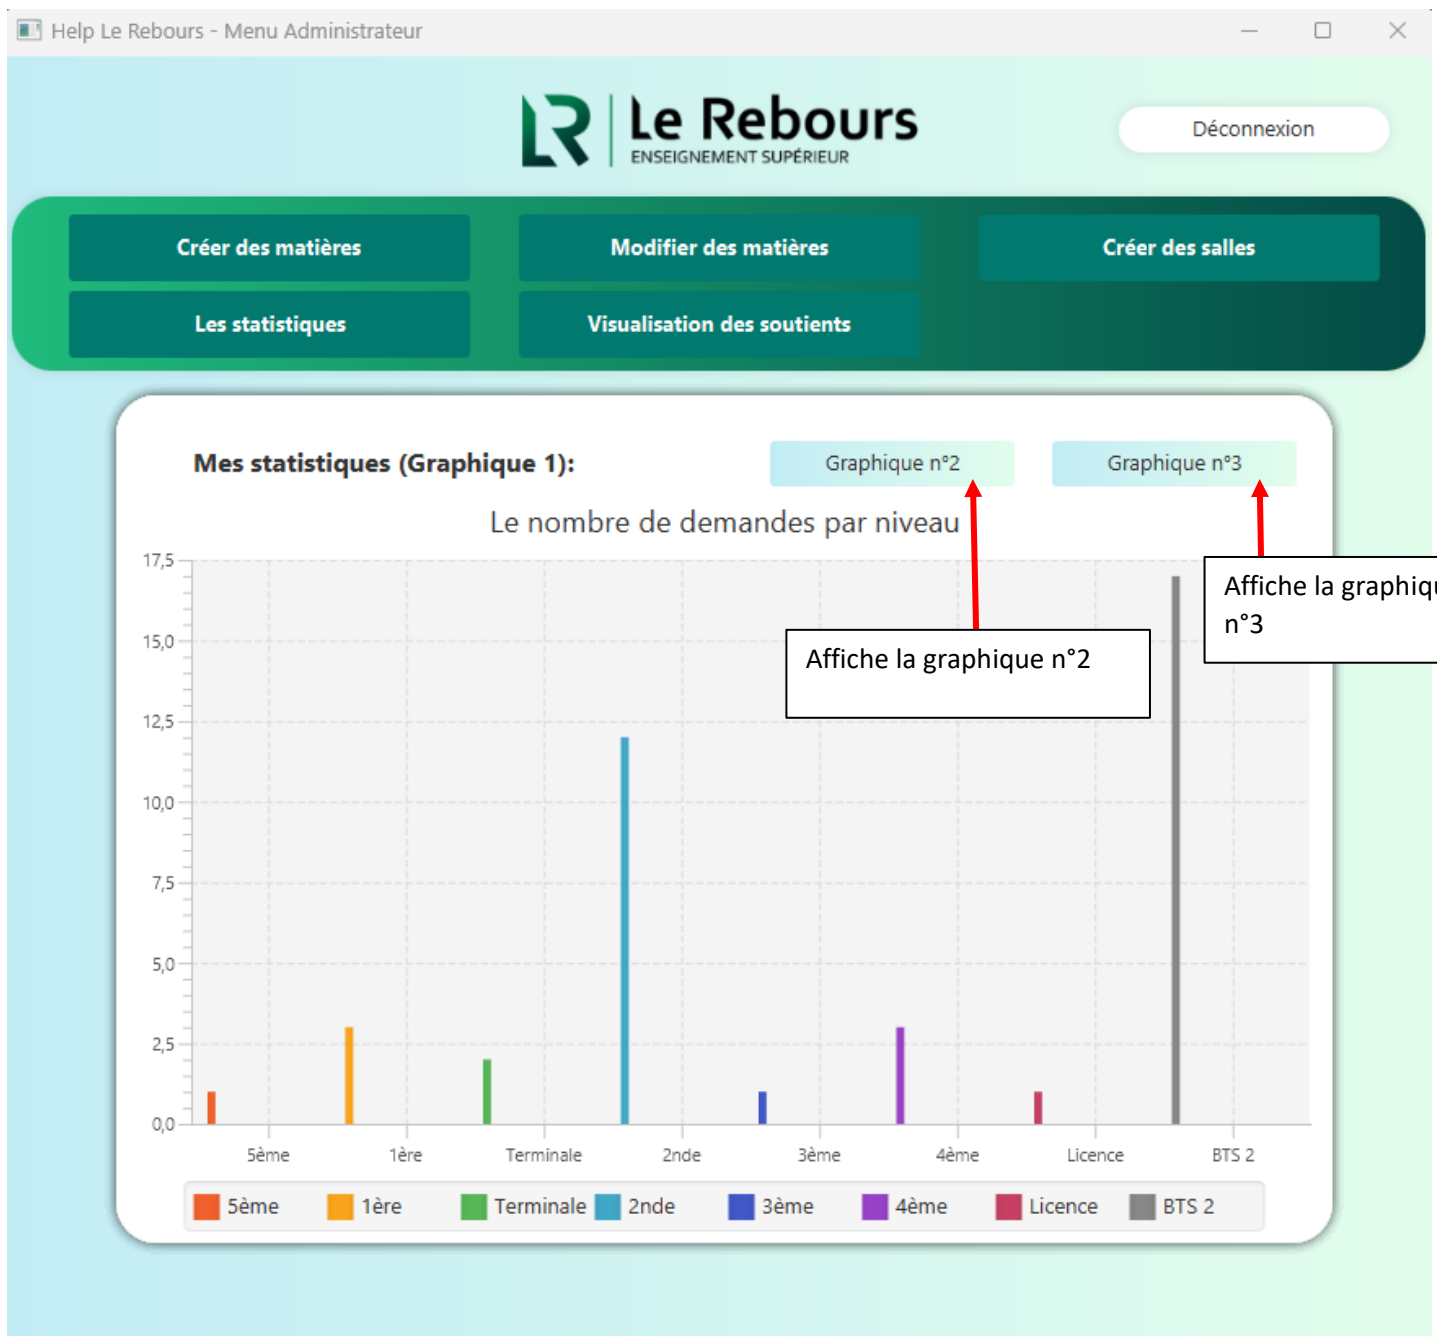 Help Le Rebours - Menu Administrateur
LR Le Rebours
ENSEIGNEMENT SUPÉRIEUR
Déconnexion
Créer des matières
Modifier des matières
Créer des salles
Les statistiques
Visualisation des soutients
Mes statistiques (Graphique 1):
Graphique n°2
Graphique n°3
Le nombre de demandes par niveau
Affiche la graphiqu
n°3
Affiche la graphique n°2
17,5
15,0
12,5
10,0
7,5
5,0
2,5
0,0
5ème 1ère Terminale 2nde 3ème 4ème Licence BTS 2
5ème 1ère Terminale 2nde 3ème 4ème Licence BTS 2